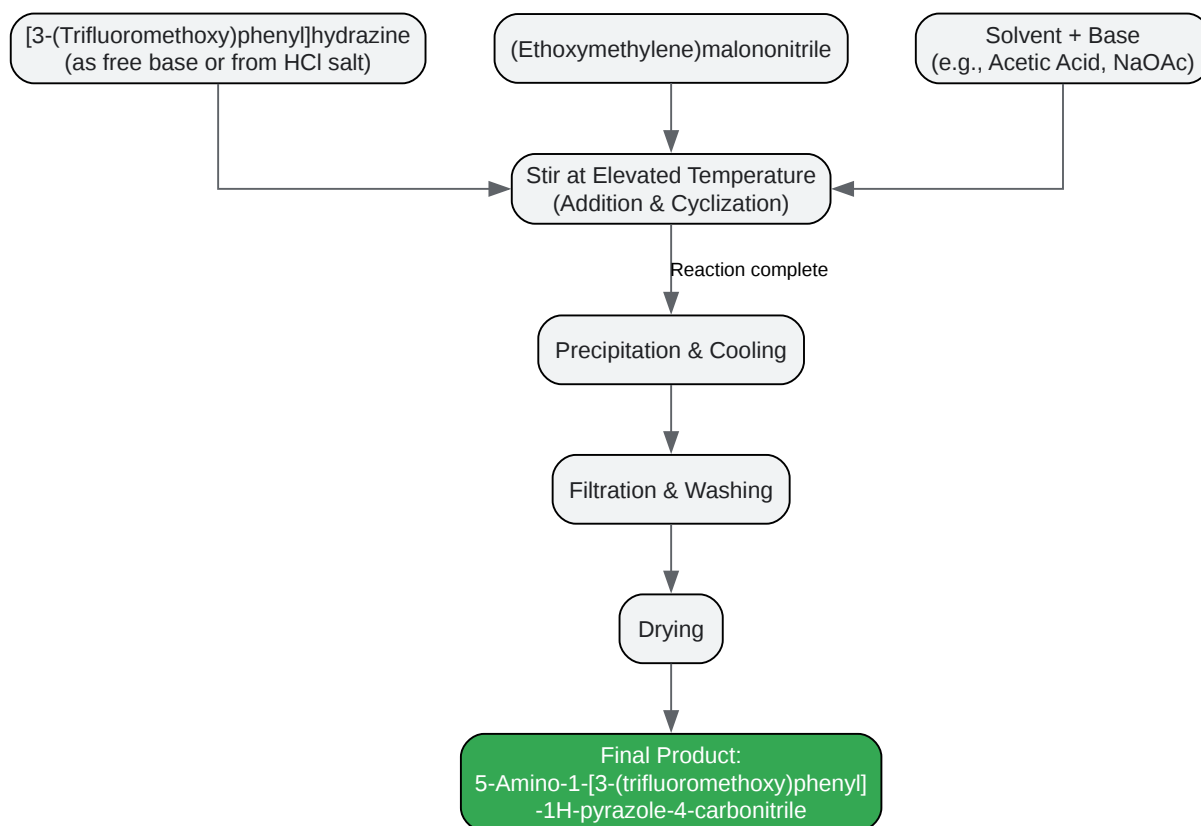 [3-(Trifluoromethoxy)phenyl]hydrazine
(as free base or from HCl salt)
(Ethoxymethylene)malononitrile
Solvent + Base
(e.g., Acetic Acid, NaOAc)
Stir at Elevated Temperature
(Addition & Cyclization)
Reaction complete
Precipitation & Cooling
Filtration & Washing
Drying
Final Product:
5-Amino-1-[3-(trifluoromethoxy)phenyl]
-1H-pyrazole-4-carbonitrile